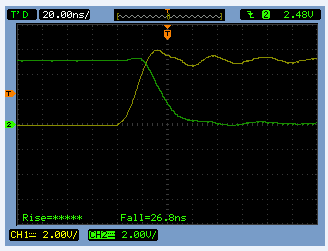 T'D 20.00ns/ T 2 2.48V
T
T
2
Rise=***** Fall=26.8ns
CH1= 2.00V/ CH2= 2.00V/